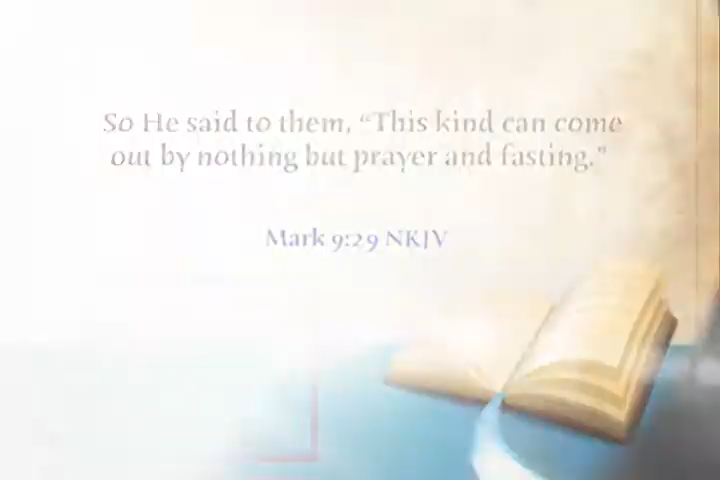 So He said to them, “This kind can come
out by nothing but prayer and fasting.”
Mark 9:29 NKJV